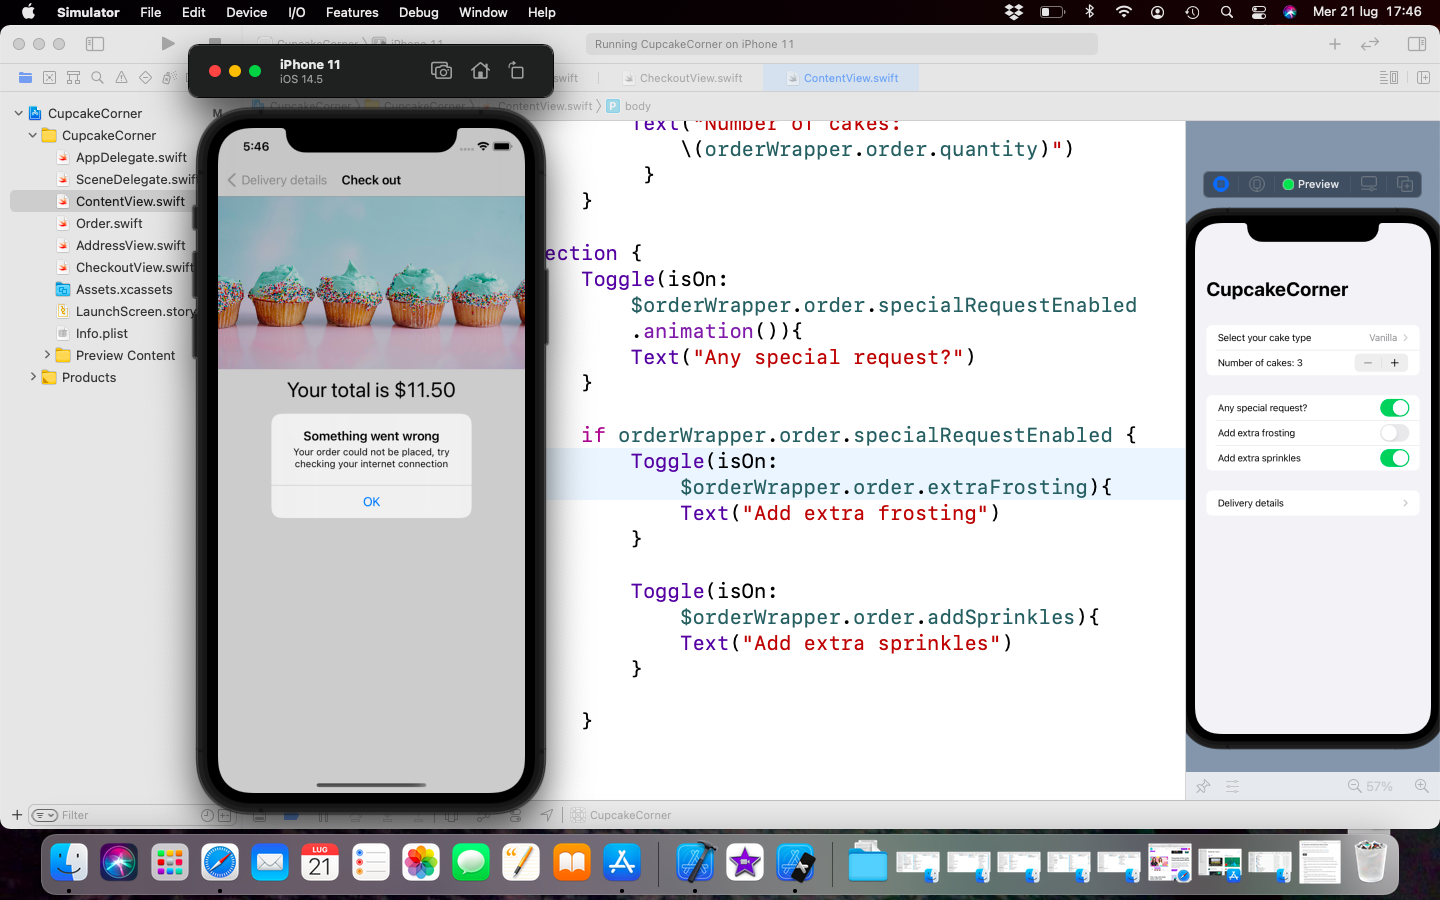 Simulator File Edit Device I/O Features Debug Window Help
Mer 21 lug 17:46
CupcakeCorner iPhone 11
Running CupcakeCorner on iPhone 11
iPhone 11
iOS 14.5
CheckoutView.swift
ContentView.swift
CupcakeCorner CupcakeCorner ContentView.swift P body
CupcakeCorner M
CupcakeCorner
AppDelegate.swift
SceneDelegate.swif
ContentView.swift
Order.swift
AddressView.swift
CheckoutView.swift
Assets.xcassets
LaunchScreen.story
Info.plist
Preview Content
Products
Filter
5:46
Delivery details Check out
Your total is $11.50
Something went wrong
Your order could not be placed, try
checking your internet connection
OK
Text("Number of cakes:
\(orderWrapper.order.quantity)")
}
}
ection {
Toggle(isOn:
$orderWrapper.order.specialRequestEnabled
.animation()){
Text("Any special request?")
}
if orderWrapper.order.specialRequestEnabled {
Toggle(isOn:
$orderWrapper.order.extraFrosting){
Text("Add extra frosting")
}
Toggle(isOn:
$orderWrapper.order.addSprinkles){
Text("Add extra sprinkles")
}
}
CupcakeCorner
Preview
CupcakeCorner
Select your cake type Vanilla
Number of cakes: 3
Any special request?
Add extra frosting
Add extra sprinkles
Delivery details
57%
LUG
21